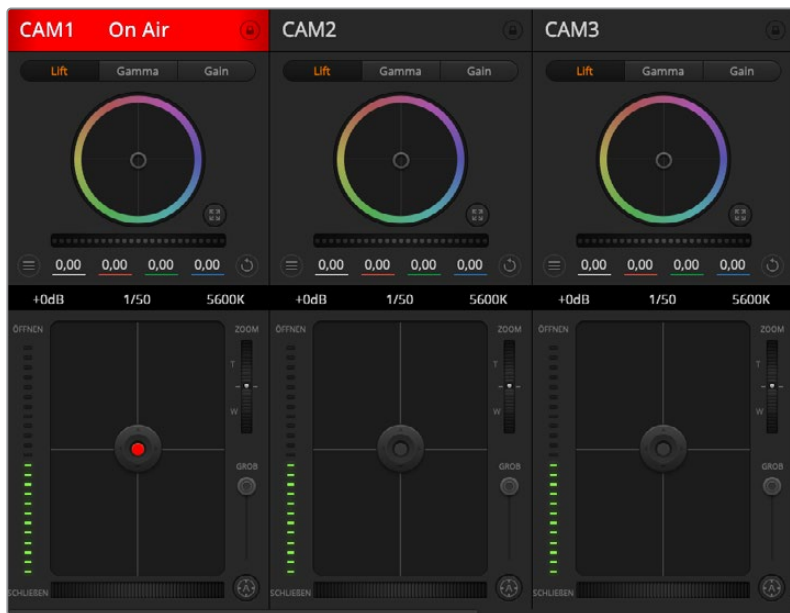 CAM1 On Air CAM2 CAM3
Lift Gamma Gain Lift Gamma Gain Lift Gamma Gain
0,00 0,00 0,00 0,00 0,00 0,00 0,00 0,00 0,00 0,00 0,00 0,00
+0dB 1/50 5600K +0dB 1/50 5600K +0dB 1/50 5600K
ÖFFNEN ZOOM ÖFFNEN ZOOM ÖFFNEN ZOOM
T T T
W W W
GROB GROB GROB
SCHLIEẞEN A SCHLIEẞEN A SCHLIEẞEN A